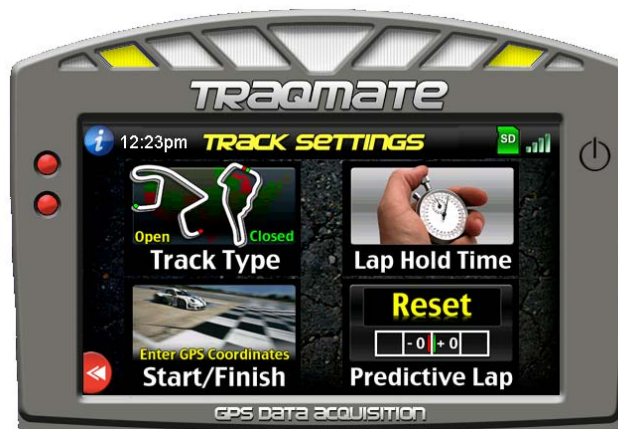 TRAQMATE
i 12:23pm TRACK SETTINGS SD
Open Closed
Track Type
Lap Hold Time
Enter GPS Coordinates
Start/Finish
Reset
- 0 + 0
Predictive Lap
GPS DATA ACQUISITION